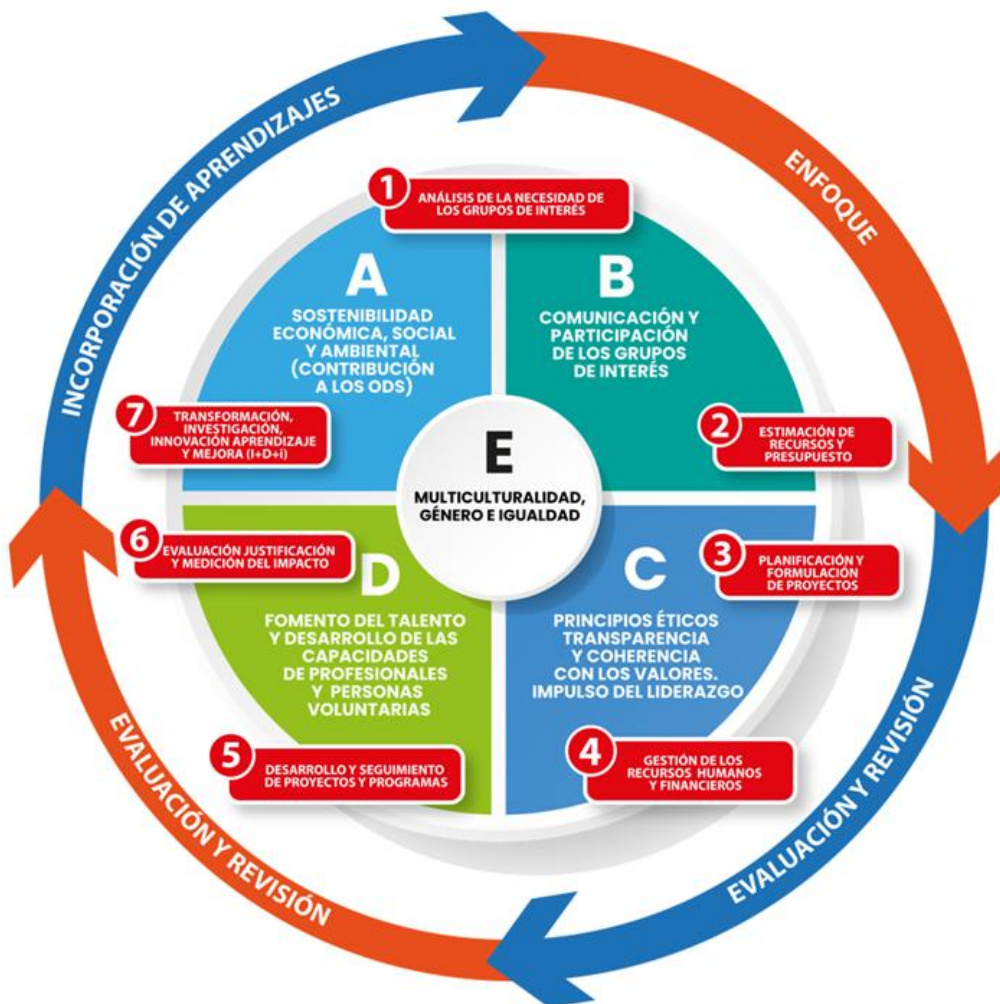 INCORPORACIÓN DE APRENDIZAJES
ENFOQUE
EVALUACIÓN Y REVISIÓN
EVALUACIÓN Y REVISIÓN
1
ANÁLISIS DE LA NECESIDAD DE
LOS GRUPOS DE INTERÉS
A
SOSTENIBILIDAD
ECONÓMICA, SOCIAL
Y AMBIENTAL
(CONTRIBUCIÓN
A LOS ODS)
B
COMUNICACIÓN Y
PARTICIPACIÓN
DE LOS GRUPOS
DE INTERÉS
7
TRANSFORMACIÓN,
INVESTIGACIÓN,
INNOVACIÓN APRENDIZAJE
Y MEJORA (I+D+i)
2
ESTIMACIÓN DE
RECURSOS Y
PRESUPUESTO
E
MULTICULTURALIDAD,
GÉNERO E IGUALDAD
6
EVALUACIÓN JUSTIFICACIÓN
Y MEDICIÓN DEL IMPACTO
3
PLANIFICACIÓN Y
FORMULACIÓN
DE PROYECTOS
D
FOMENTO DEL TALENTO
Y DESARROLLO DE LAS
CAPACIDADES
DE PROFESIONALES
Y PERSONAS
VOLUNTARIAS
C
PRINCIPIOS ÉTICOS
TRANSPARENCIA
Y COHERENCIA
CON LOS VALORES.
IMPULSO DEL LIDERAZGO
5
DESARROLLO Y SEGUIMIENTO
DE PROYECTOS Y PROGRAMAS
4
GESTIÓN DE LOS
RECURSOS HUMANOS
Y FINANCIEROS